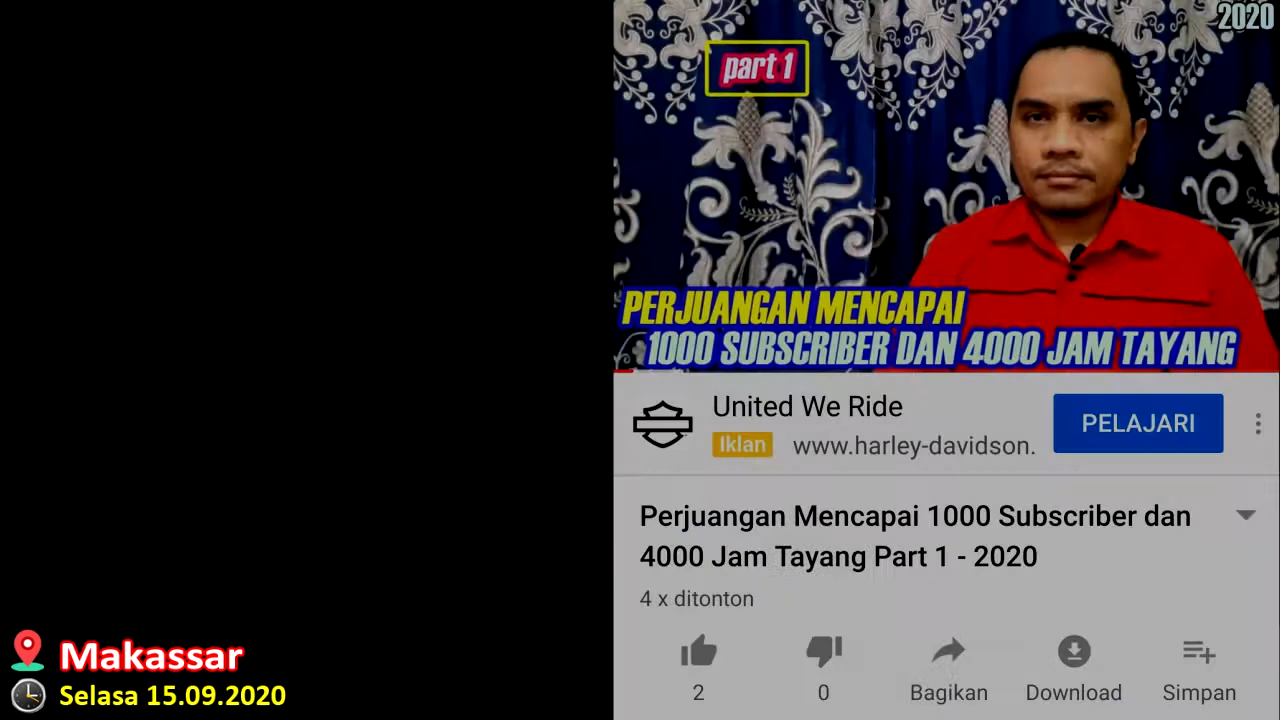 2020
part 1
PERJUANGAN MENCAPAI
1000 SUBSCRIBER DAN 4000 JAM TAYANG
United We Ride
PELAJARI
Iklan www.harley-davidson.
Perjuangan Mencapai 1000 Subscriber dan
4000 Jam Tayang Part 1 - 2020
4 x ditonton
2 0 Bagikan Download Simpan
Makassar
Selasa 15.09.2020